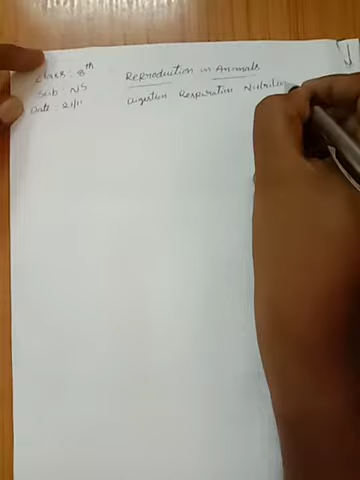 Class: 8th
Reproduction in Animals
Sub: NS
Date: 21/11
Digestion Respiration Nutrition